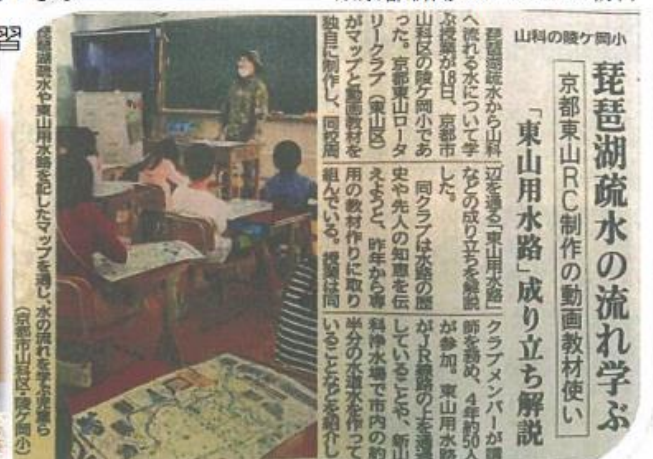 山科の陵ケ岡小
琵琶湖疏水の流れ学ぶ
京都東山RC制作の動画教材使い
「東山用水路」成り立ち解説
琵琶湖疏水から山科
へ流れる水について学
ぶ授業が18日、京都市
山科区の陵ケ岡小であ
った。京都東山ロータ
リークラブ(東山区)
がマップと動画教材を
独自に制作し、同校周
辺を通る「東山用水路」
などの成り立ちを解説
した。
同クラブは水路の歴
史や先人の知恵を伝
えようと、昨年から専
用の教材作りに取り
組んでいる。授業は同
クラブメンバーが講
師を務め、4年約50人
が参加。東山用水路
がJR線路の上を通過
していることや、新山
科浄水場で市内の約
半分の水道水を作って
いることなどを紹介し
琵琶湖疏水や東山用水路を記したマップを通し、水の流れを学ぶ児童ら
(京都市山科区・陵ケ岡小)
習